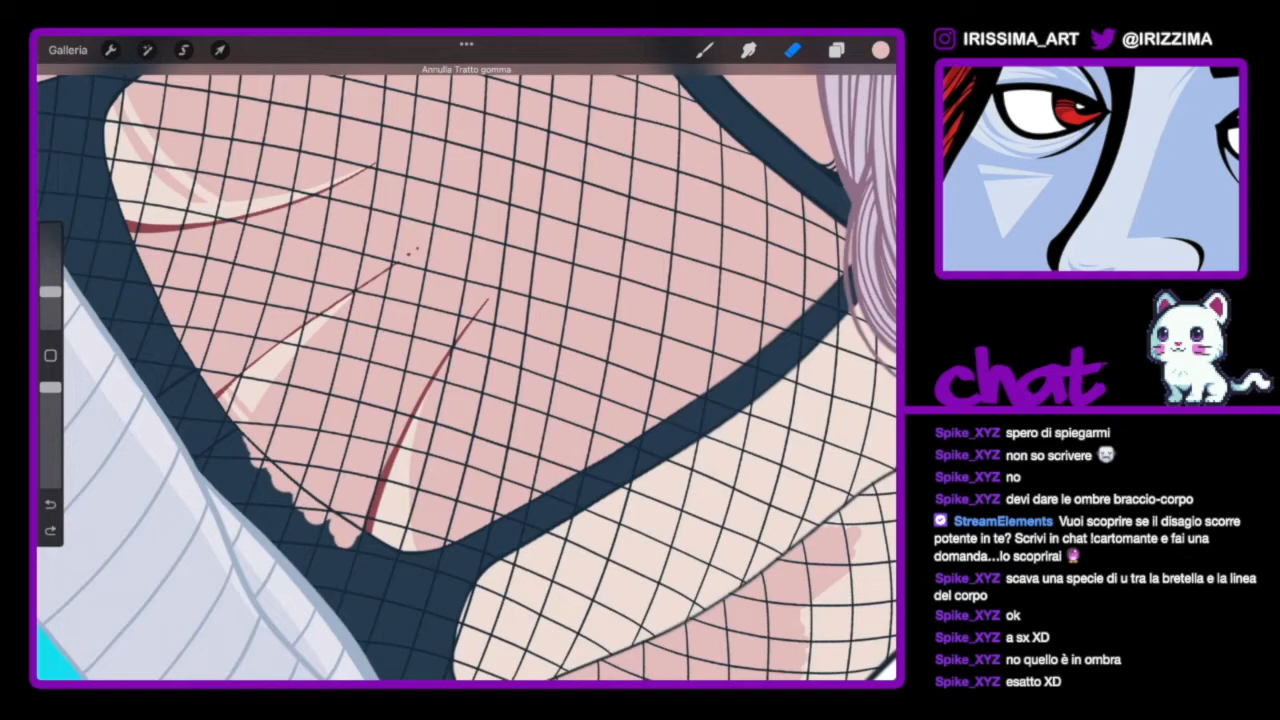 Galleria
Annulla Tratto gomma
IRISSIMA_ART @IRIZZIMA
chat
Spike_XYZ spero di spiegarmi
Spike_XYZ non so scrivere
Spike_XYZ no
Spike_XYZ devi dare le ombre braccio-corpo
StreamElements Vuoi scoprire se il disagio scorre
potente in te? Scrivi in chat !cartomante e fai una
domanda...lo scoprirai
Spike_XYZ scava una specie di u tra la bretella e la linea
del corpo
Spike_XYZ ok
Spike_XYZ a sx XD
Spike_XYZ no quello è in ombra
Spike_XYZ esatto XD